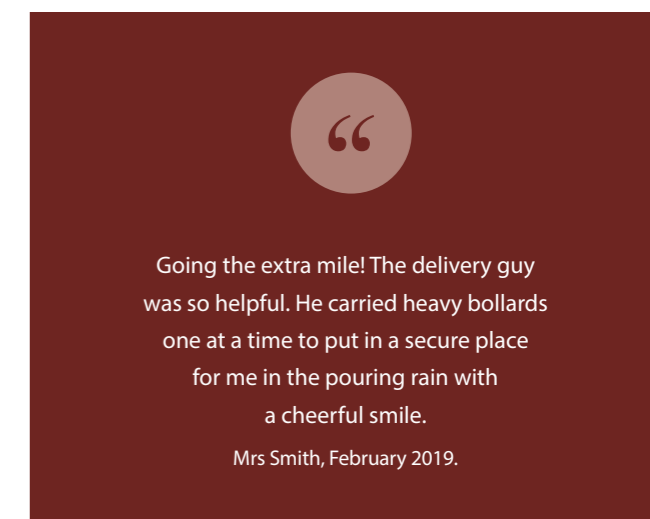 “
Going the extra mile! The delivery guy
was so helpful. He carried heavy bollards
one at a time to put in a secure place
for me in the pouring rain with
a cheerful smile.
Mrs Smith, February 2019.